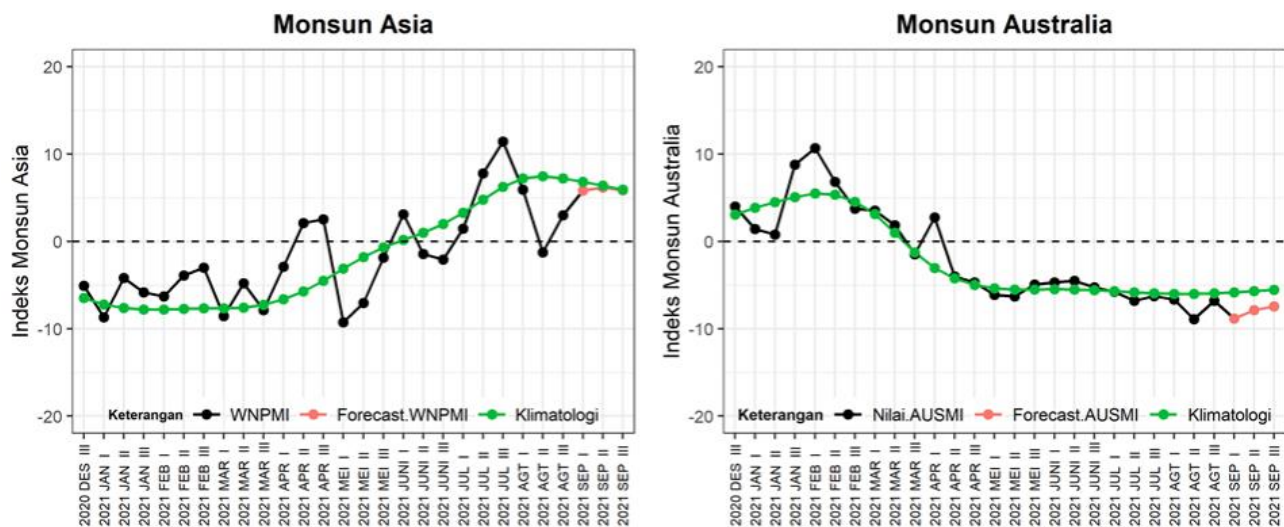 Monsun Asia
Indeks Monsun Asia
20
10
0
-10
-20
Keterangan WNPMI Forecast.WNPMI Klimatologi
2020 DES III
2021 JAN I
2021 JAN II
2021 JAN III
2021 FEB I
2021 FEB II
2021 FEB III
2021 MAR I
2021 MAR II
2021 MAR III
2021 APR I
2021 APR II
2021 APR III
2021 MEI I
2021 MEI II
2021 MEI III
2021 JUNI I
2021 JUNI II
2021 JUNI III
2021 JUL I
2021 JUL II
2021 JUL III
2021 AGT I
2021 AGT II
2021 AGT III
2021 SEP I
2021 SEP II
2021 SEP III
Monsun Australia
Indeks Monsun Australia
20
10
0
-10
-20
Keterangan Nilai.AUSMI Forecast.AUSMI Klimatologi
2020 DES III
2021 JAN I
2021 JAN II
2021 JAN III
2021 FEB I
2021 FEB II
2021 FEB III
2021 MAR I
2021 MAR II
2021 MAR III
2021 APR I
2021 APR II
2021 APR III
2021 MEI I
2021 MEI II
2021 MEI III
2021 JUNI I
2021 JUNI II
2021 JUNI III
2021 JUL I
2021 JUL II
2021 JUL III
2021 AGT I
2021 AGT II
2021 AGT III
2021 SEP I
2021 SEP II
2021 SEP III